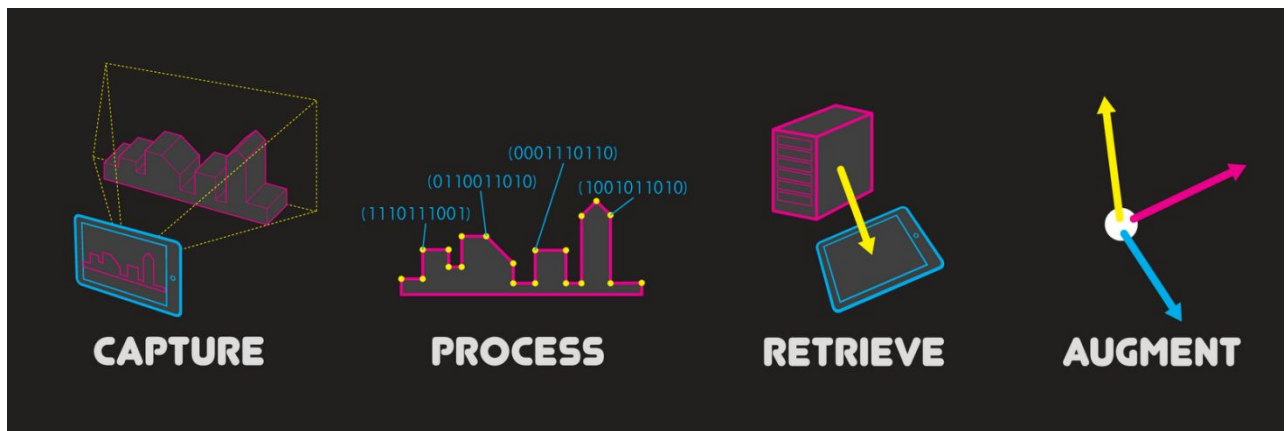 (0001110110)
(0110011010)
(1001011010)
(1110111001)
CAPTURE
PROCESS
RETRIEVE
AUGMENT